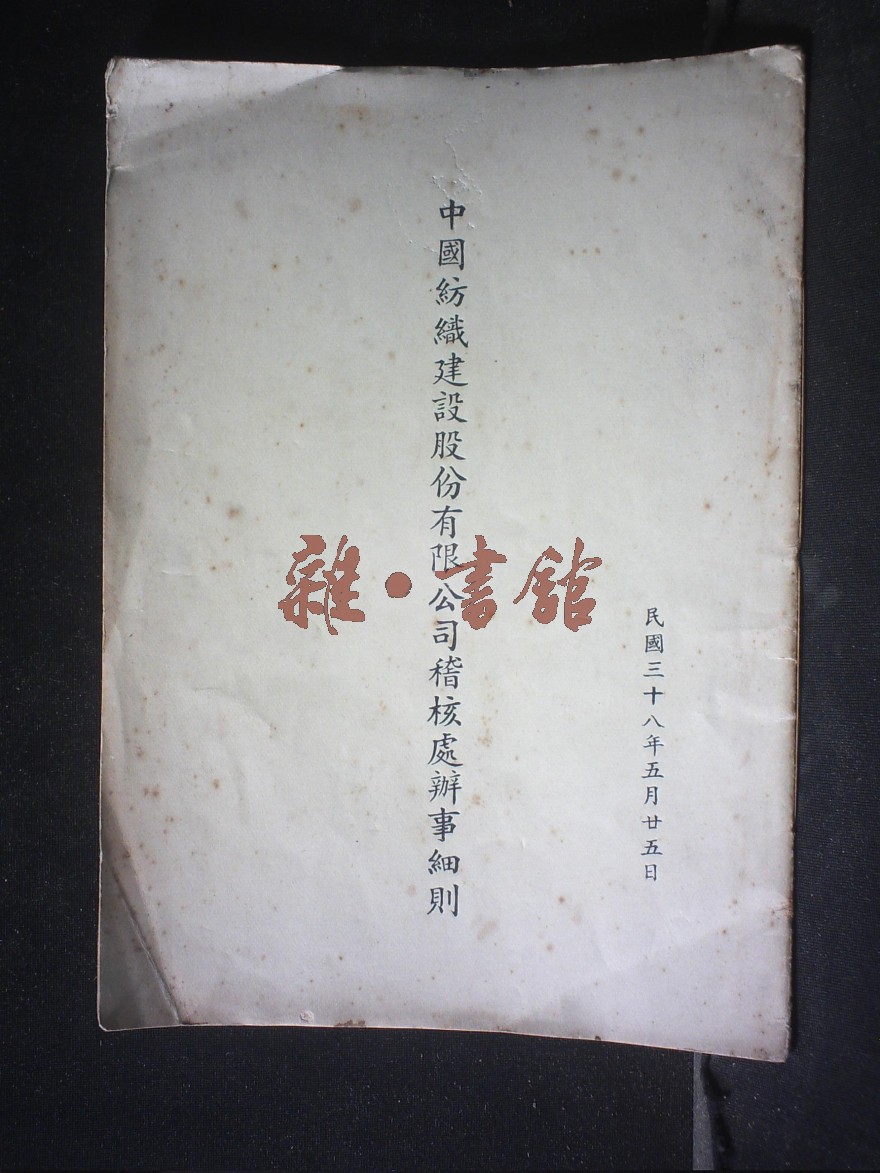 民國三十八年五月廿五日
中國紡織建設股份有限公司稽核處辦事細則
雜·書館